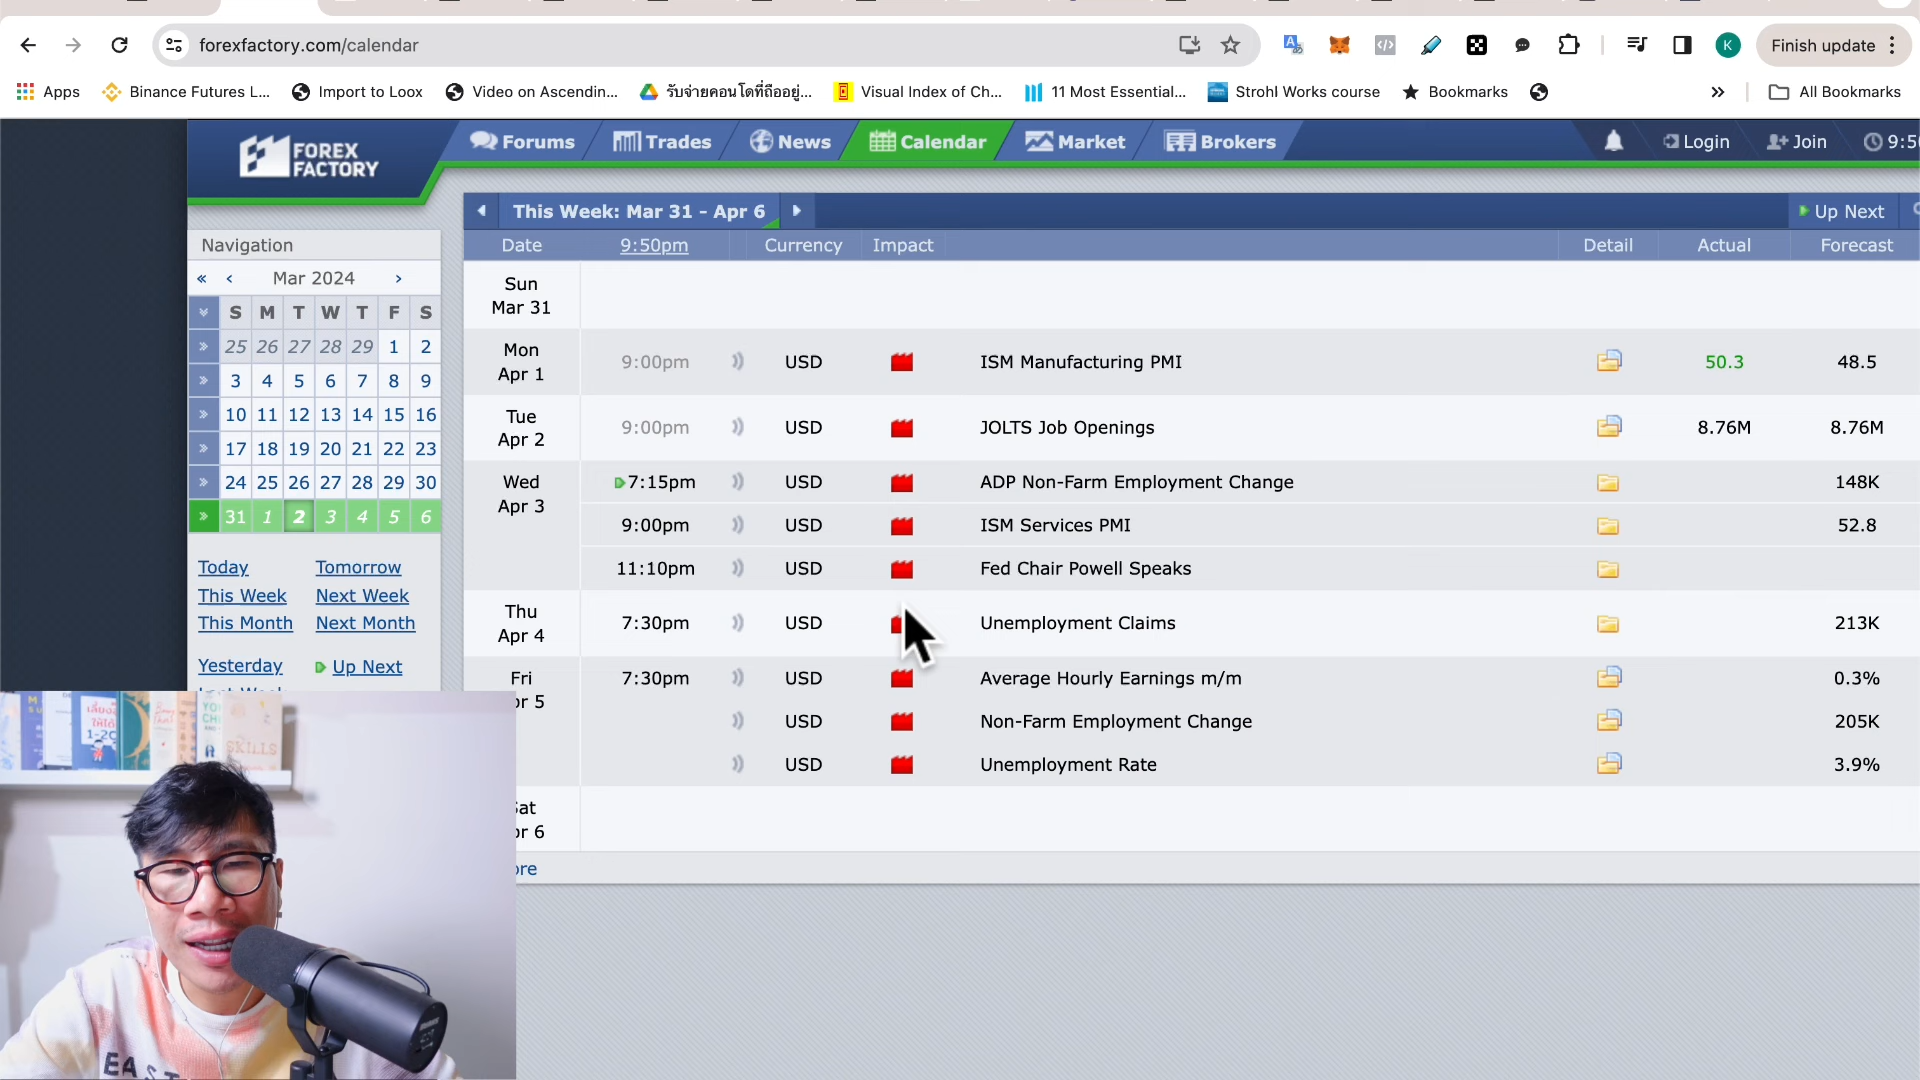 forexfactory.com/calendar
K
Finish update
Apps
Binance Futures L...
Import to Loox
Video on Ascendin...
รับจ่ายคอนโดที่ถืออยู่...
Visual Index of Ch...
11 Most Essential...
Strohl Works course
Bookmarks
All Bookmarks
FOREX
FACTORY
Forums
Trades
News
Calendar
Market
Brokers
Login
Join
9:50
This Week: Mar 31 - Apr 6
Up Next
Navigation
Date 9:50pm Currency Impact Detail Actual Forecast
« ‹ Mar 2024 ›
S M T W T F S
25 26 27 28 29 1 2
3 4 5 6 7 8 9
10 11 12 13 14 15 16
17 18 19 20 21 22 23
24 25 26 27 28 29 30
31 1 2 3 4 5 6
Today Tomorrow
This Week Next Week
This Month Next Month
Yesterday Up Next
Sun
Mar 31
Mon
Apr 1
9:00pm USD ISM Manufacturing PMI 50.3 48.5
Tue
Apr 2
9:00pm USD JOLTS Job Openings 8.76M 8.76M
Wed
Apr 3
7:15pm USD ADP Non-Farm Employment Change 148K
9:00pm USD ISM Services PMI 52.8
11:10pm USD Fed Chair Powell Speaks
Thu
Apr 4
7:30pm USD Unemployment Claims 213K
Fri
pr 5
7:30pm USD Average Hourly Earnings m/m 0.3%
USD Non-Farm Employment Change 205K
USD Unemployment Rate 3.9%
Sat
pr 6
ore
SKILLS